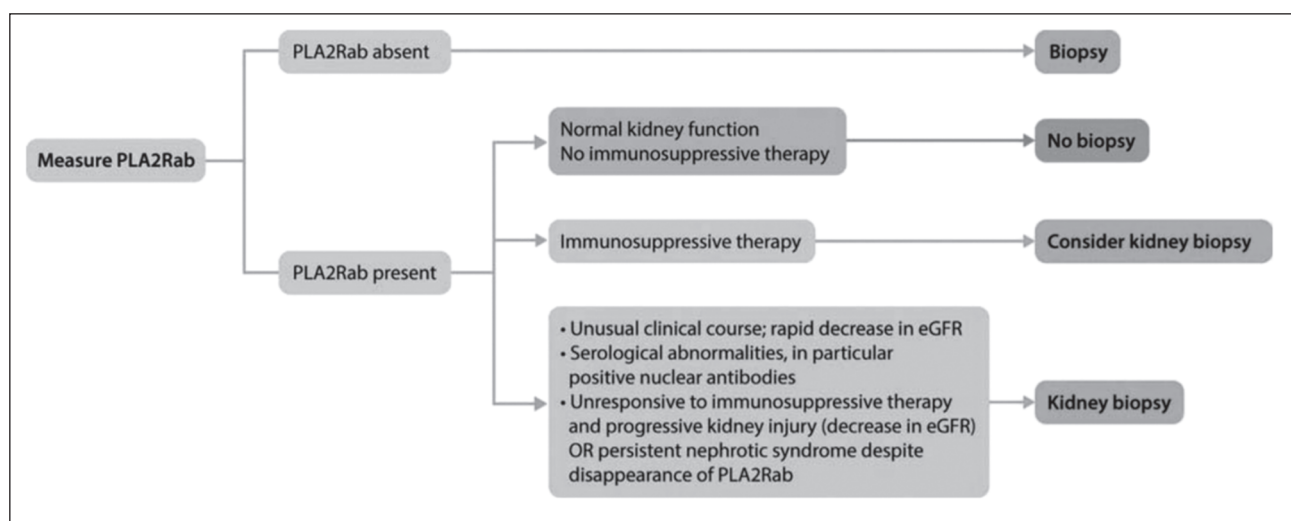 PLA2Rab absent
Biopsy
Measure PLA2Rab
Normal kidney function
No immunosuppressive therapy
No biopsy
Immunosuppressive therapy
Consider kidney biopsy
PLA2Rab present
• Unusual clinical course; rapid decrease in eGFR
• Serological abnormalities, in particular
positive nuclear antibodies
• Unresponsive to immunosuppressive therapy
and progressive kidney injury (decrease in eGFR)
OR persistent nephrotic syndrome despite
disappearance of PLA2Rab
Kidney biopsy